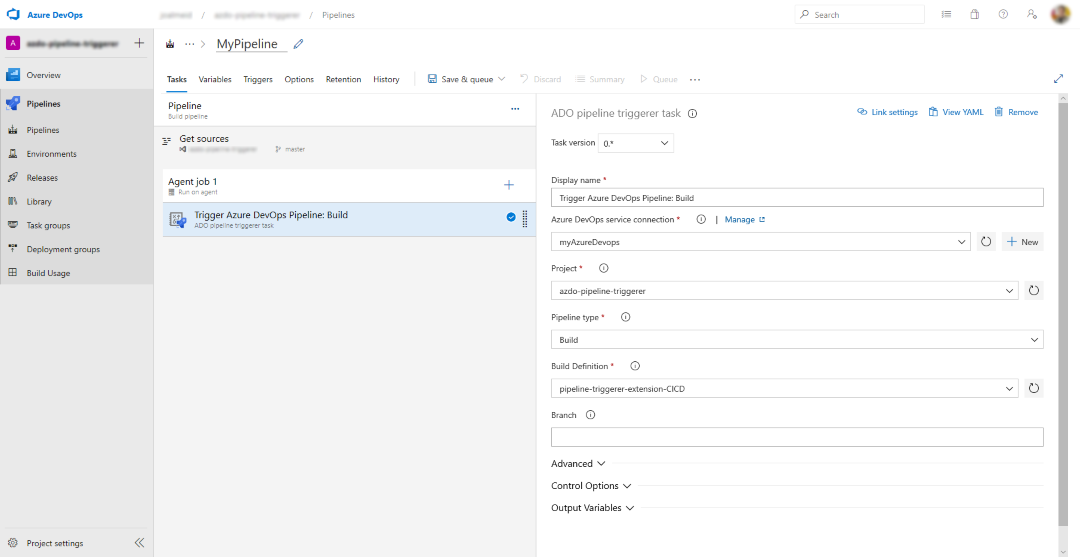 Azure DevOps
/
/ Pipelines
Search
A
MyPipeline
Overview
Pipelines
Pipelines
Environments
Releases
Library
Task groups
Deployment groups
Build Usage
Project settings
Tasks Variables Triggers Options Retention History Save & queue Discard Summary Queue ...
Pipeline
Build pipeline
Get sources
master
Agent job 1
Run on agent
Trigger Azure DevOps Pipeline: Build
ADO pipeline triggerer task
ADO pipeline triggerer task
Link settings View YAML Remove
Task version 0.*
Display name *
Trigger Azure DevOps Pipeline: Build
Azure DevOps service connection * | Manage
myAzureDevops
New
Project *
azdo-pipeline-triggerer
Pipeline type *
Build
Build Definition *
pipeline-triggerer-extension-CICD
Branch
Advanced
Control Options
Output Variables